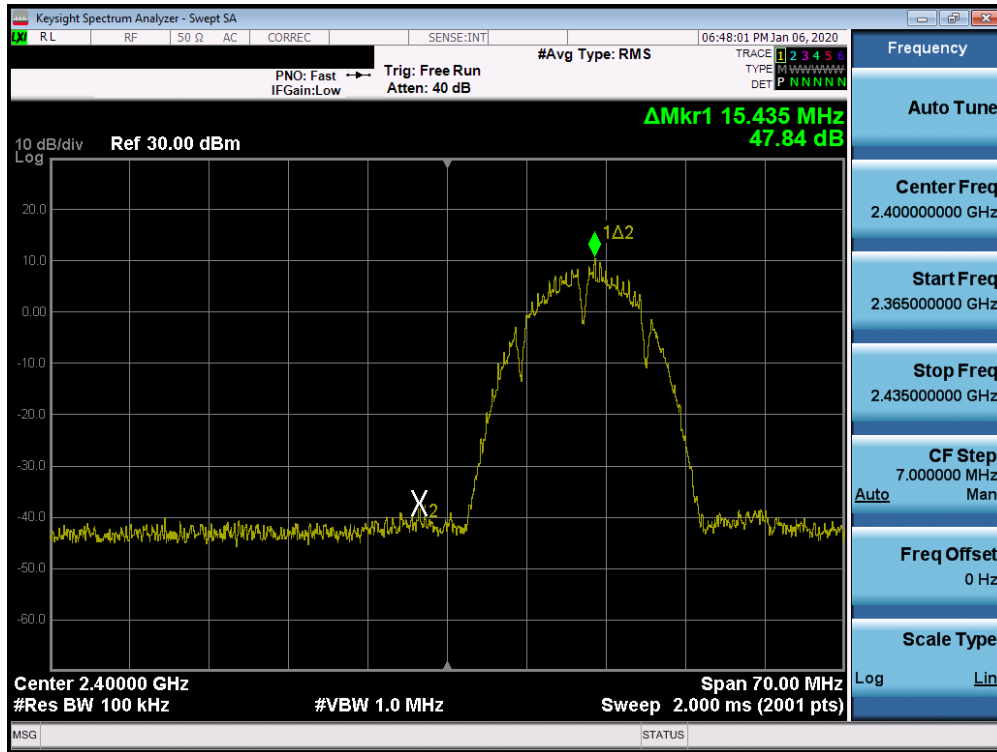 Keysight Spectrum Analyzer - Swept SA
LXI RL RF 50 Ω AC CORREC SENSE:INT 06:48:01 PM Jan 06, 2020
PNO: Fast
IFGain:Low
Trig: Free Run
Atten: 40 dB
#Avg Type: RMS
TRACE 1 2 3 4 5 6
TYPE M W W W W W
DET P N N N N N
ΔMkr1 15.435 MHz
47.84 dB
10 dB/div
Log
Ref 30.00 dBm
20.0
10.0
0.00
-10.0
-20.0
-30.0
-40.0
-50.0
-60.0
1Δ2
X2
Center 2.40000 GHz
Span 70.00 MHz
#Res BW 100 kHz
#VBW 1.0 MHz
Sweep 2.000 ms (2001 pts)
MSG
STATUS
Frequency
Auto Tune
Center Freq
2.400000000 GHz
Start Freq
2.365000000 GHz
Stop Freq
2.435000000 GHz
CF Step
7.000000 MHz
Auto Man
Freq Offset
0 Hz
Scale Type
Log Lin